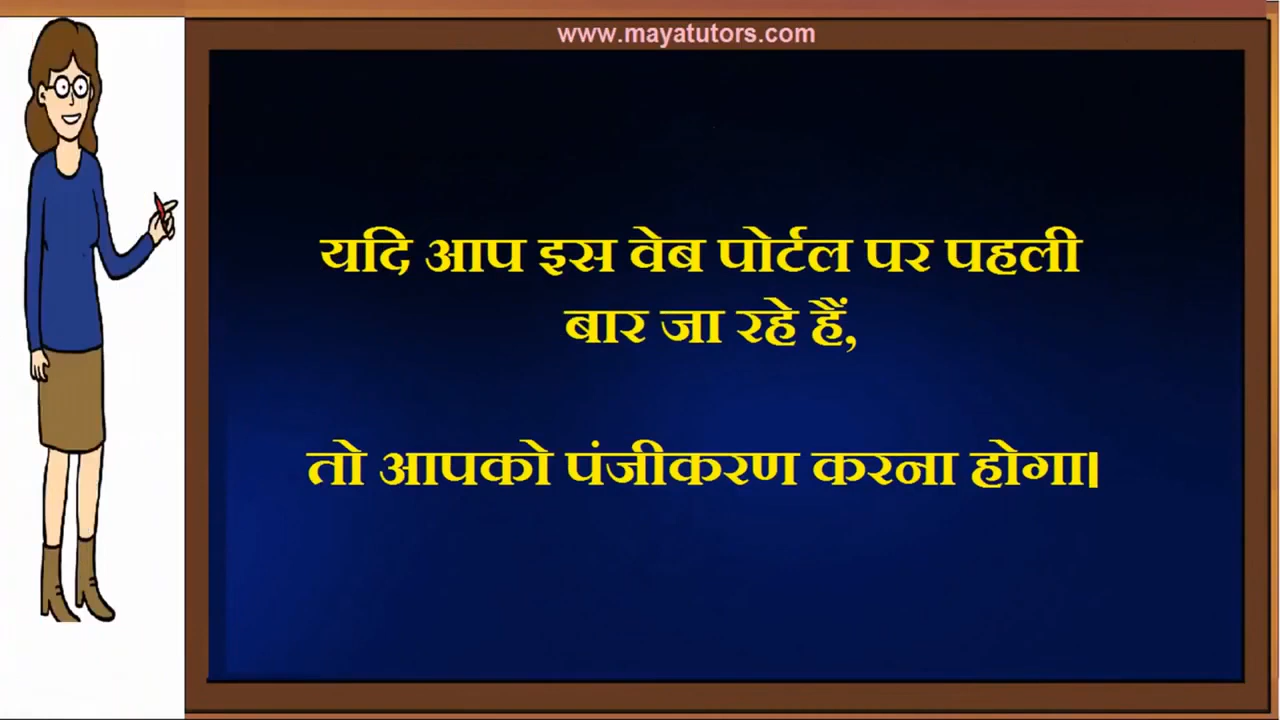 www.mayatutors.com
यदि आप इस वेब पोर्टल पर पहली
बार जा रहे हैं,
तो आपको पंजीकरण करना होगा।